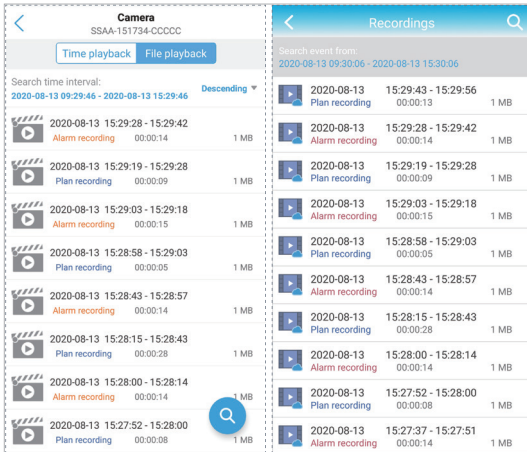 Camera
SSAA-151734-CCCCC
Time playback File playback
Search time interval:
2020-08-13 09:29:46 - 2020-08-13 15:29:46 Descending
2020-08-13 15:29:28 - 15:29:42
Alarm recording 00:00:14 1 MB
2020-08-13 15:29:19 - 15:29:28
Plan recording 00:00:09 1 MB
2020-08-13 15:29:03 - 15:29:18
Alarm recording 00:00:15 1 MB
2020-08-13 15:28:58 - 15:29:03
Plan recording 00:00:05 1 MB
2020-08-13 15:28:43 - 15:28:57
Alarm recording 00:00:14 1 MB
2020-08-13 15:28:15 - 15:28:43
Plan recording 00:00:28 1 MB
2020-08-13 15:28:00 - 15:28:14
Alarm recording 00:00:14 1 MB
2020-08-13 15:27:52 - 15:28:00
Plan recording 00:00:08 1 MB
Recordings
Search event from:
2020-08-13 09:30:06 - 2020-08-13 15:30:06
2020-08-13 15:29:43 - 15:29:56
Plan recording 00:00:13 1 MB
2020-08-13 15:29:28 - 15:29:42
Alarm recording 00:00:14 1 MB
2020-08-13 15:29:19 - 15:29:28
Plan recording 00:00:09 1 MB
2020-08-13 15:29:03 - 15:29:18
Alarm recording 00:00:15 1 MB
2020-08-13 15:28:58 - 15:29:03
Plan recording 00:00:05 1 MB
2020-08-13 15:28:43 - 15:28:57
Alarm recording 00:00:14 1 MB
2020-08-13 15:28:15 - 15:28:43
Plan recording 00:00:28 1 MB
2020-08-13 15:28:00 - 15:28:14
Alarm recording 00:00:14 1 MB
2020-08-13 15:27:52 - 15:28:00
Plan recording 00:00:08 1 MB
2020-08-13 15:27:37 - 15:27:51
Alarm recording 00:00:14 1 MB